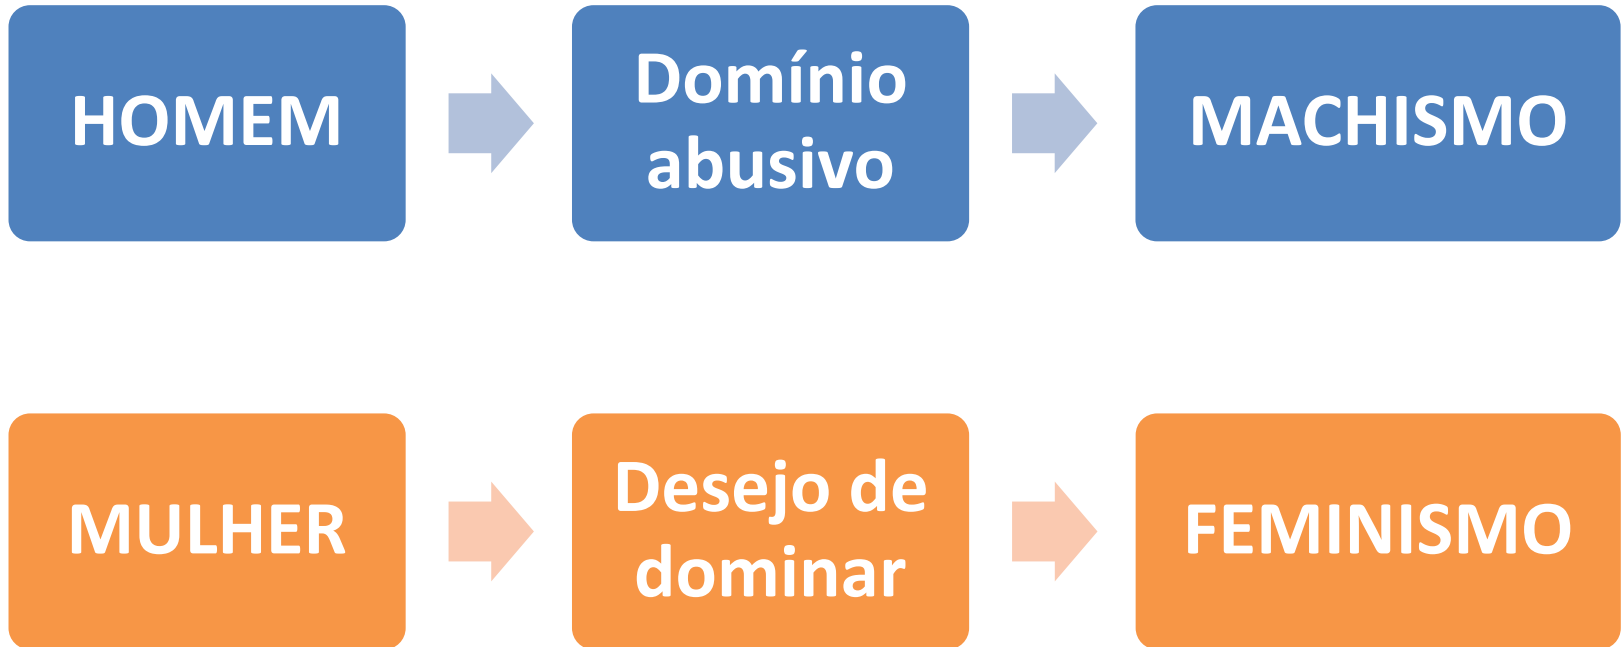 HOMEM
Domínio
abusivo
MACHISMO
MULHER
Desejo de
dominar
FEMINISMO